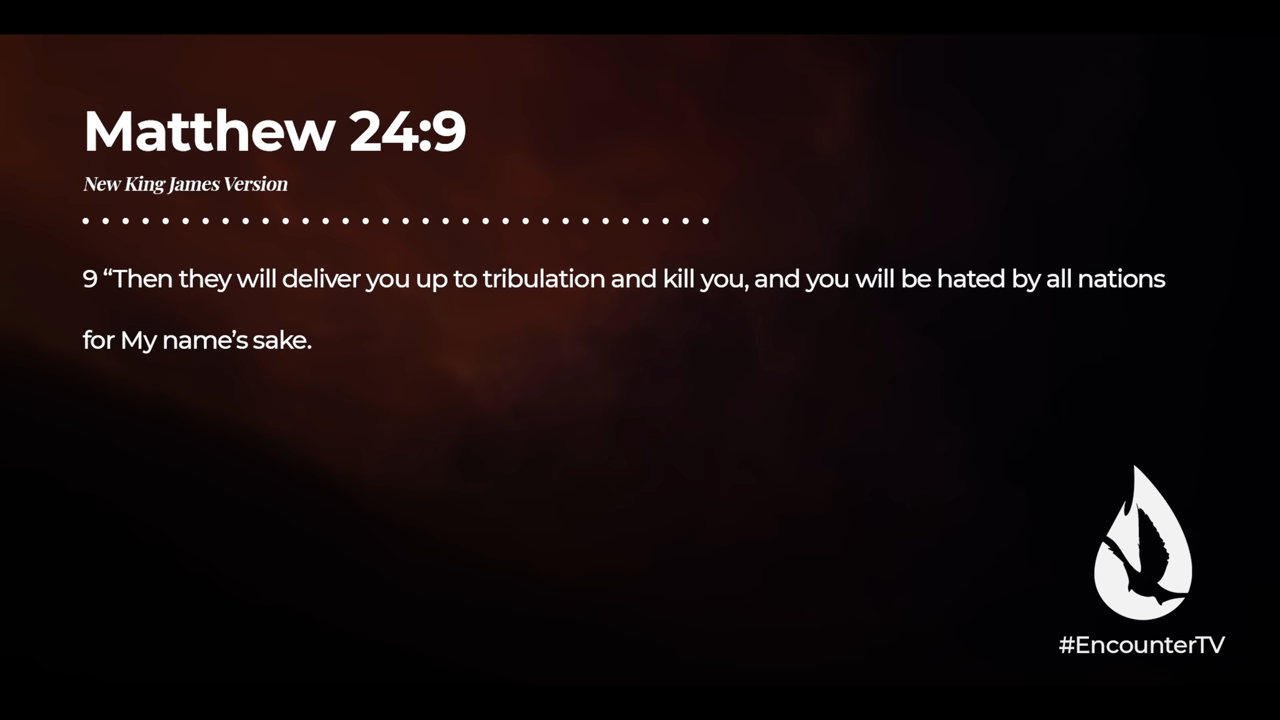 Matthew 24:9
New King James Version
9 “Then they will deliver you up to tribulation and kill you, and you will be hated by all nations
for My name’s sake.
#EncounterTV